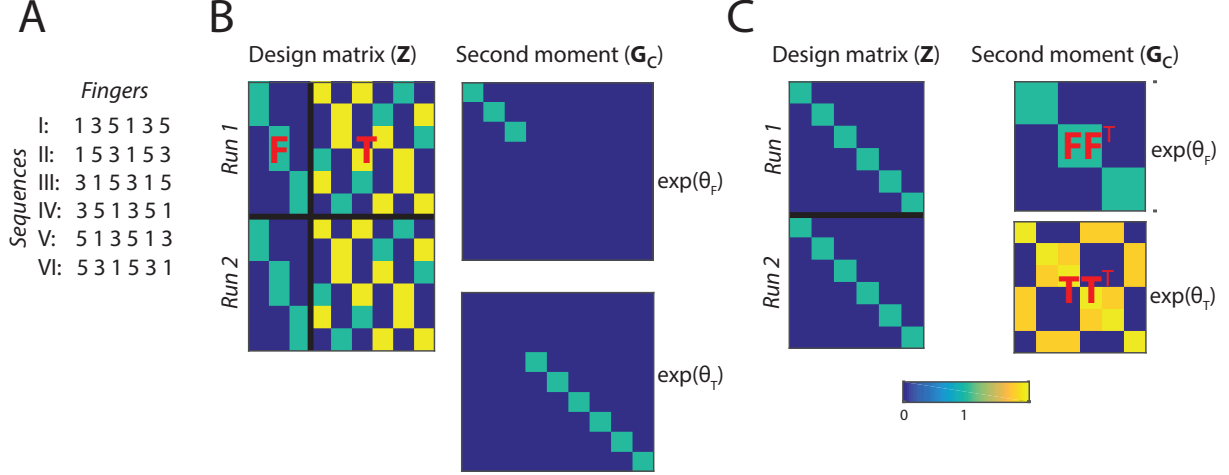 A
Fingers
Sequences
I: 1 3 5 1 3 5
II: 1 5 3 1 5 3
III: 3 1 5 3 1 5
IV: 3 5 1 3 5 1
V: 5 1 3 5 1 3
VI: 5 3 1 5 3 1
B
Design matrix (Z)
Second moment (G_C)
Run 1
Run 2
F
T
exp(θ_F)
exp(θ_T)
C
Design matrix (Z)
Second moment (G_C)
Run 1
Run 2
FF^T
exp(θ_F)
TT^T
exp(θ_T)
0 1